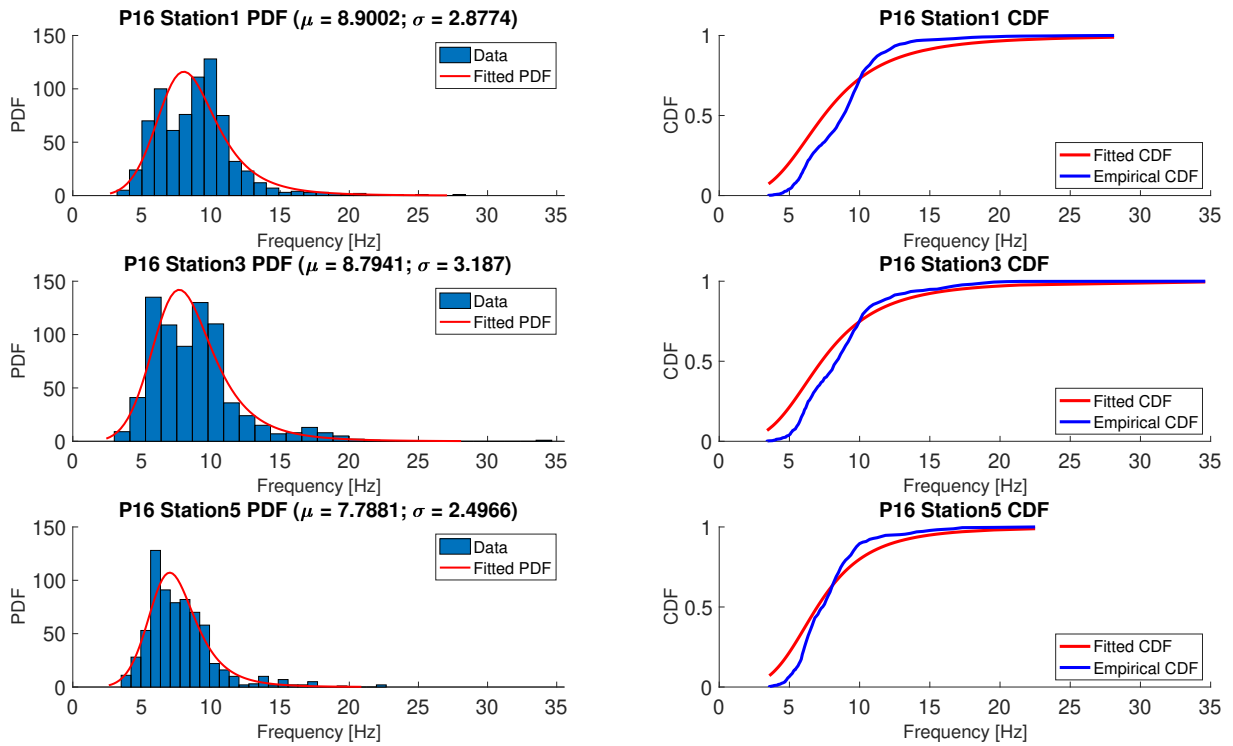 P16 Station1 PDF (μ = 8.9002; σ = 2.8774)
150
100
50
0
PDF
Data
Fitted PDF
0 5 10 15 20 25 30 35
Frequency [Hz]
P16 Station1 CDF
1
0.5
0
CDF
Fitted CDF
Empirical CDF
0 5 10 15 20 25 30 35
Frequency [Hz]
P16 Station3 PDF (μ = 8.7941; σ = 3.187)
150
100
50
0
PDF
Data
Fitted PDF
0 5 10 15 20 25 30 35
Frequency [Hz]
P16 Station3 CDF
1
0.5
0
CDF
Fitted CDF
Empirical CDF
0 5 10 15 20 25 30 35
Frequency [Hz]
P16 Station5 PDF (μ = 7.7881; σ = 2.4966)
150
100
50
0
PDF
Data
Fitted PDF
0 5 10 15 20 25 30 35
Frequency [Hz]
P16 Station5 CDF
1
0.5
0
CDF
Fitted CDF
Empirical CDF
0 5 10 15 20 25 30 35
Frequency [Hz]